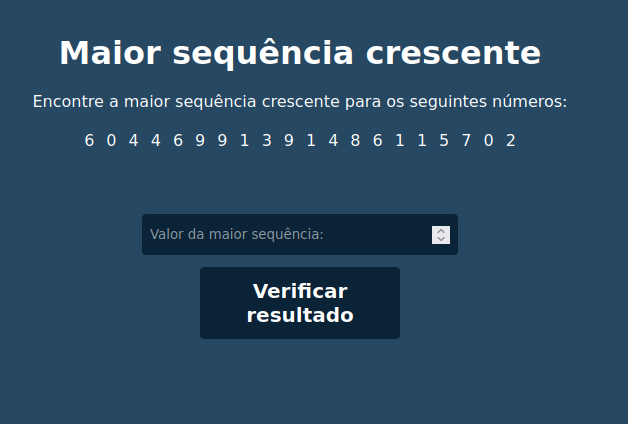 Maior sequência crescente
Encontre a maior sequência crescente para os seguintes números:
6 0 4 4 6 9 9 1 3 9 1 4 8 6 1 1 5 7 0 2
Valor da maior sequência:
Verificar
resultado